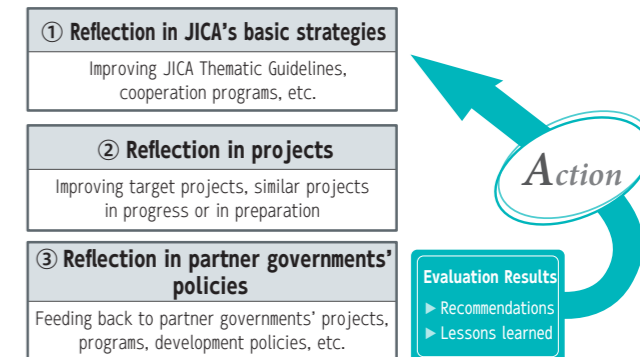 ① Reflection in JICA's basic strategies
Improving JICA Thematic Guidelines,
cooperation programs, etc.
② Reflection in projects
Improving target projects, similar projects
in progress or in preparation
③ Reflection in partner governments'
policies
Feeding back to partner governments' projects,
programs, development policies, etc.
Action
Evaluation Results
▶ Recommendations
▶ Lessons learned